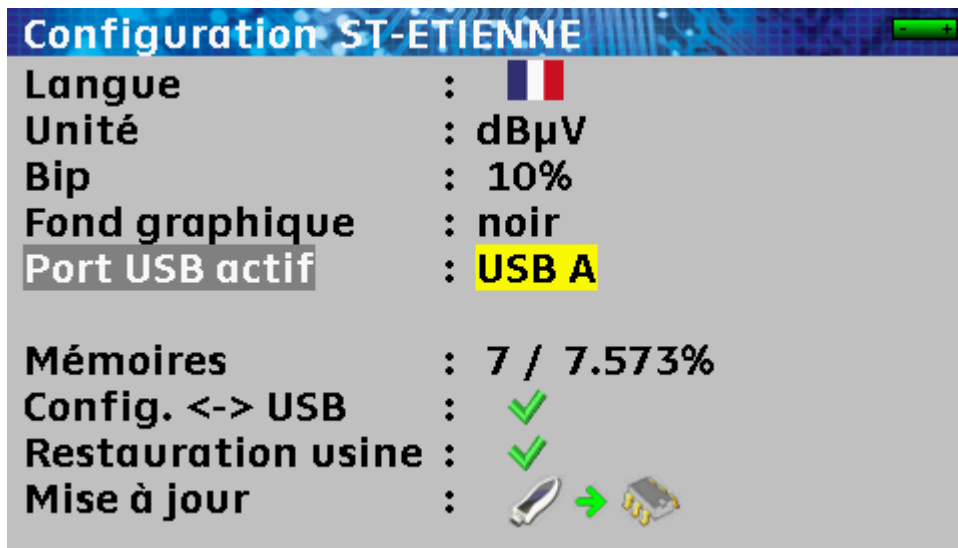 Configuration ST-ETIENNE
- +
Langue :
Unité : dBµV
Bip : 10%
Fond graphique : noir
Port USB actif : USB A
Mémoires : 7 / 7.573%
Config. <-> USB :
Restauration usine :
Mise à jour :